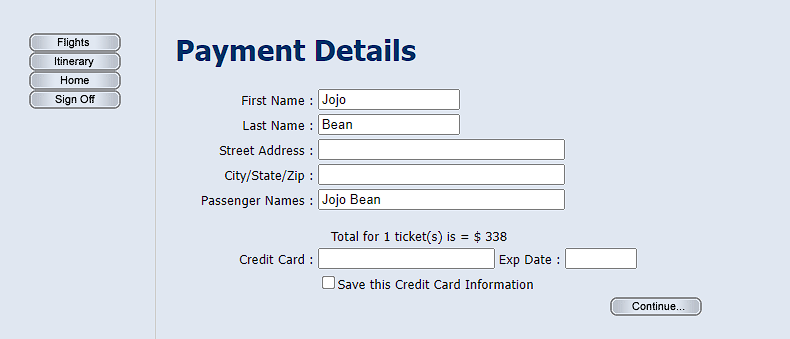 Flights
Itinerary
Home
Sign Off
Payment Details
First Name : Jojo
Last Name : Bean
Street Address :
City/State/Zip :
Passenger Names : Jojo Bean
Total for 1 ticket(s) is = $ 338
Credit Card : Exp Date :
Save this Credit Card Information
Continue...